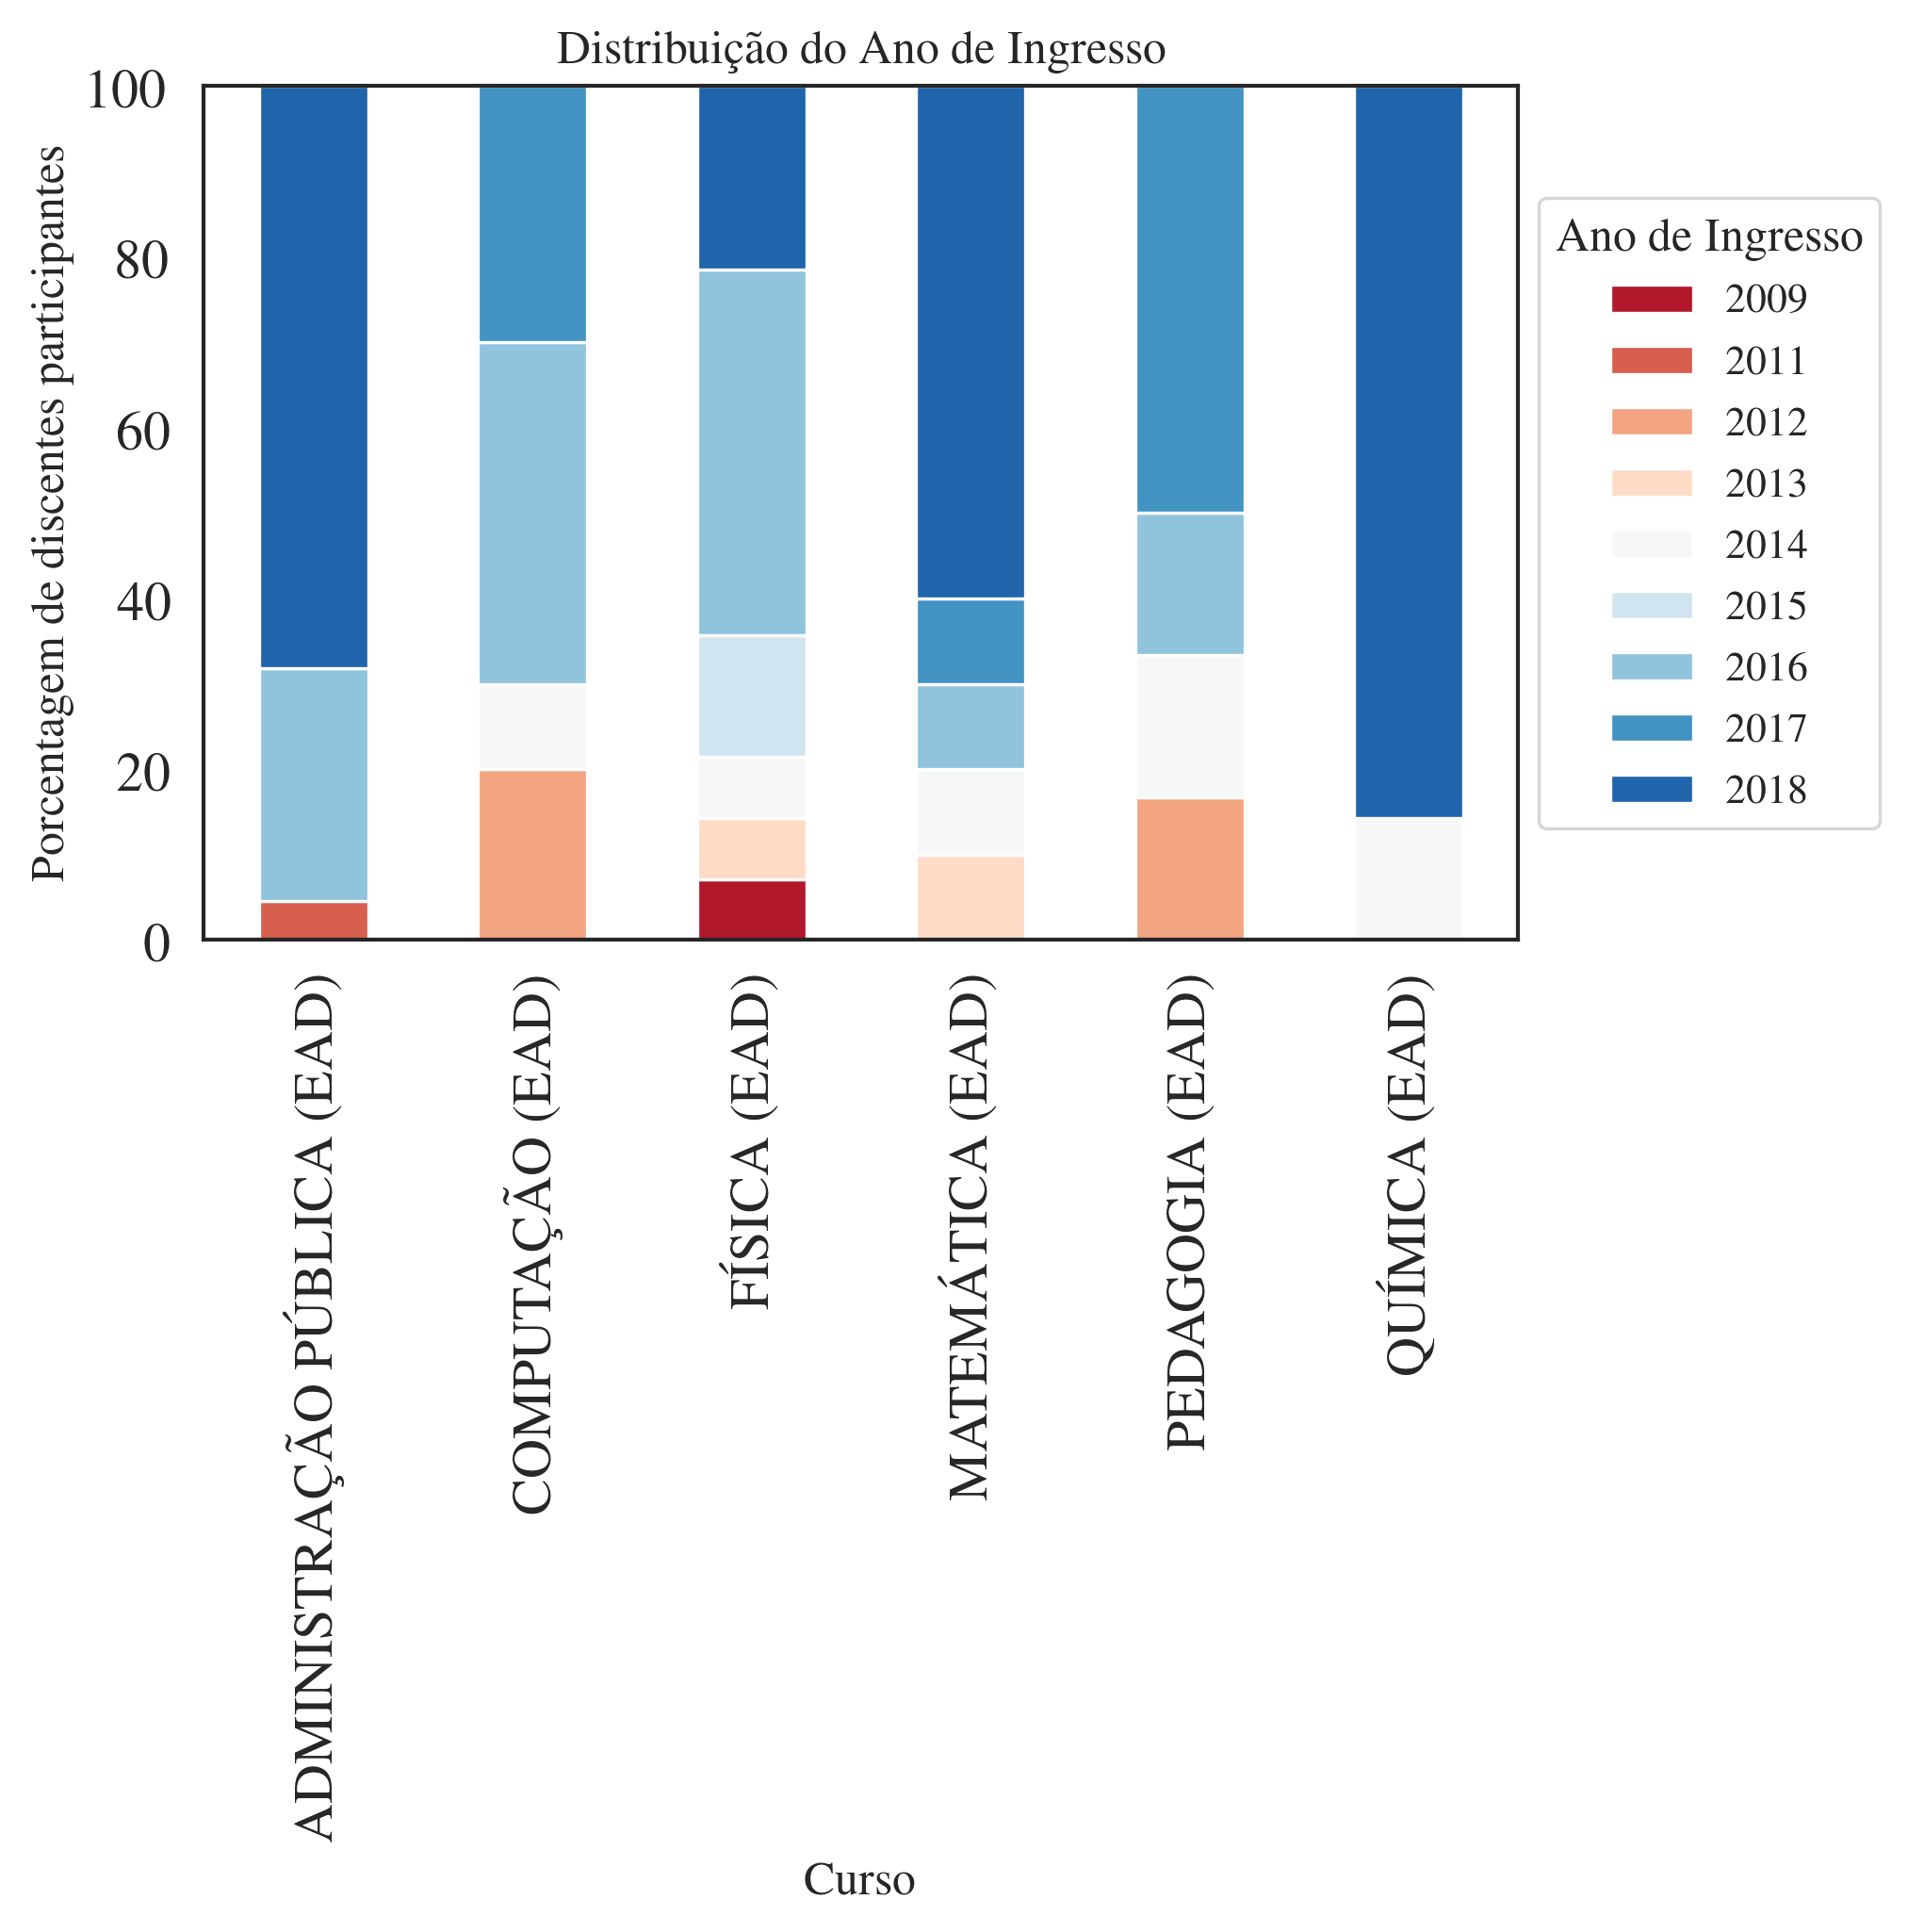 Distribuição do Ano de Ingresso
Porcentagem de discentes participantes
100
80
60
40
20
0
Ano de Ingresso
2009
2011
2012
2013
2014
2015
2016
2017
2018
ADMINISTRAÇÃO PÚBLICA (EAD)
COMPUTAÇÃO (EAD)
FÍSICA (EAD)
MATEMÁTICA (EAD)
PEDAGOGIA (EAD)
QUÍMICA (EAD)
Curso